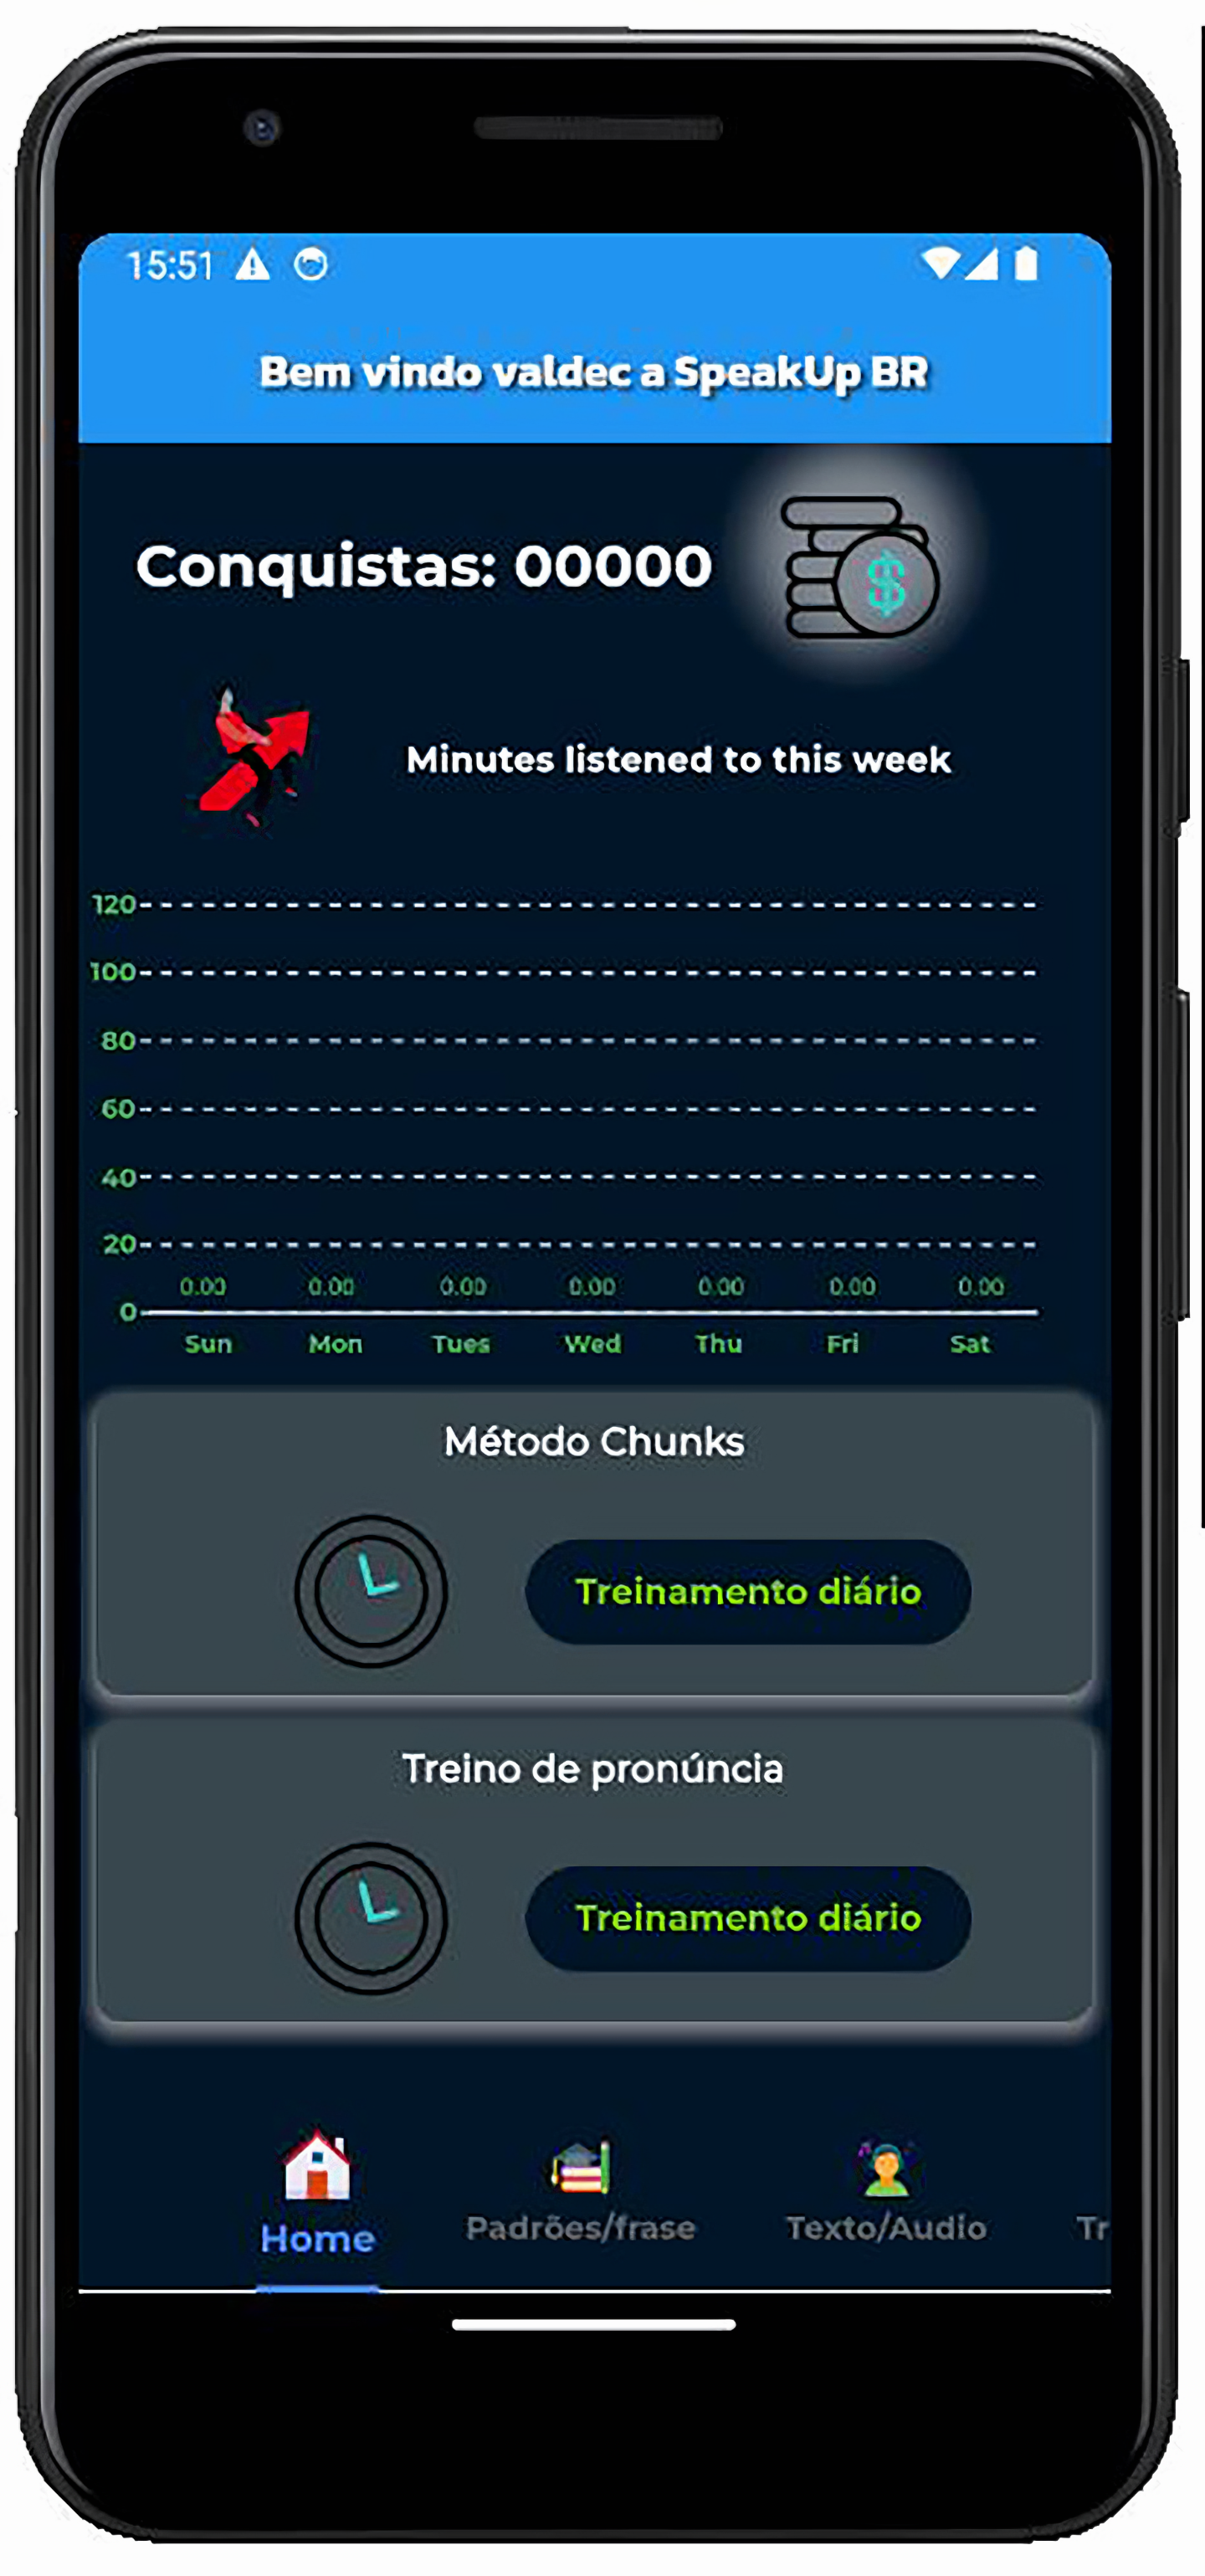 15:51
Bem vindo valdec a SpeakUp BR
Conquistas: 00000
$
Minutes listened to this week
120
100
80
60
40
20
0.00 0.00 0.00 0.00 0.00 0.00 0.00
0
Sun Mon Tues Wed Thu Fri Sat
Método Chunks
Treinamento diário
Treino de pronúncia
Treinamento diário
Home Padrões/frase Texto/Audio Tr